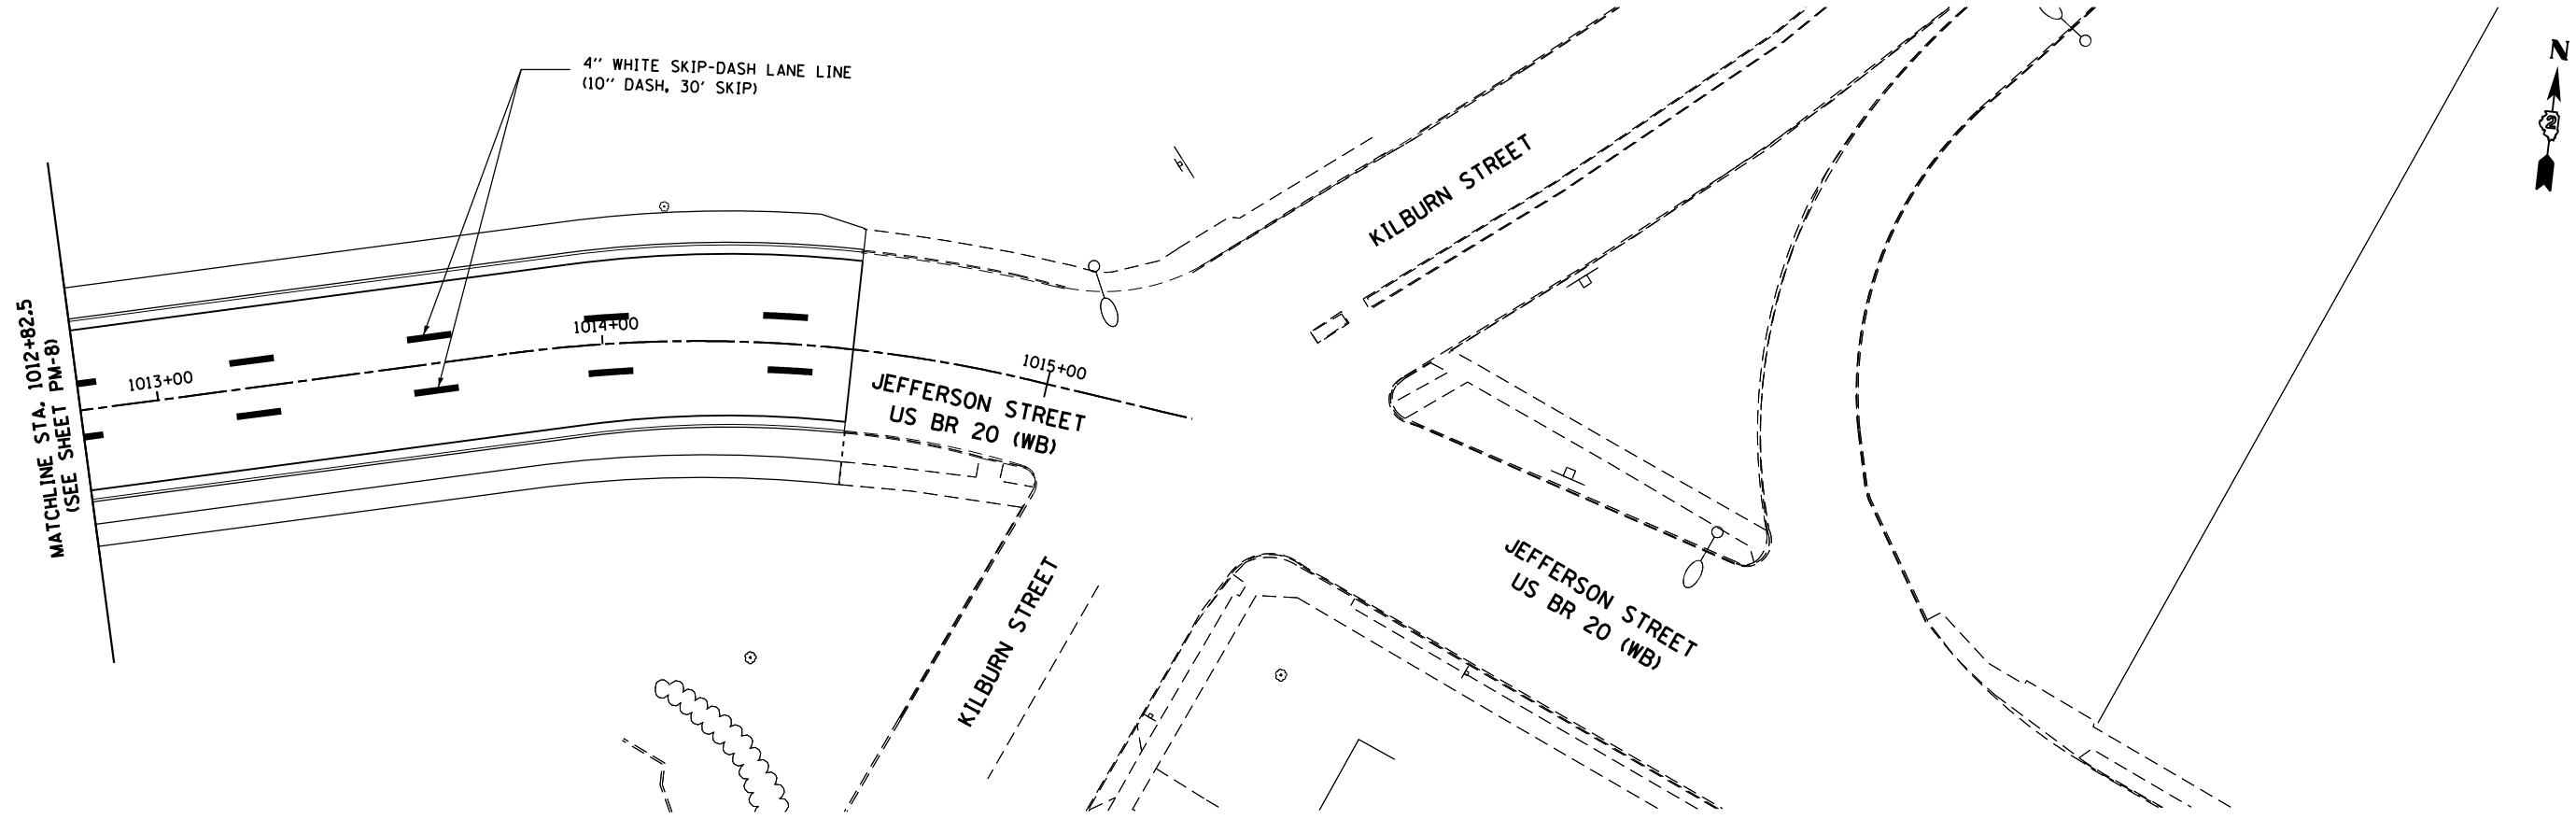 4" WHITE SKIP-DASH LANE LINE
(10" DASH, 30' SKIP)
N
2
KILBURN STREET
MATCHLINE STA. 1012+82.5
(SEE SHEET PM-8)
1013+00
1014+00
1015+00
JEFFERSON STREET
US BR 20 (WB)
KILBURN STREET
JEFFERSON STREET
US BR 20 (WB)